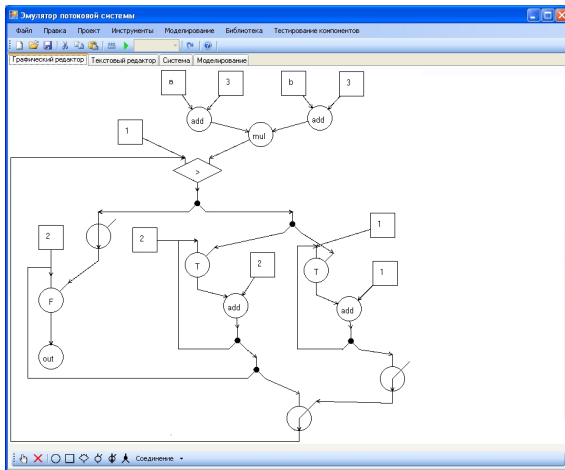 Эмулятор потоковой системы
Файл Правка Проект Инструменты Моделирование Библиотека Тестирование компонентов
Графический редактор Текстовый редактор Система Моделирование
a 3 b 3
add mul add
1
>
2 2 1
T 2 T 1
F add add
out
Соединение